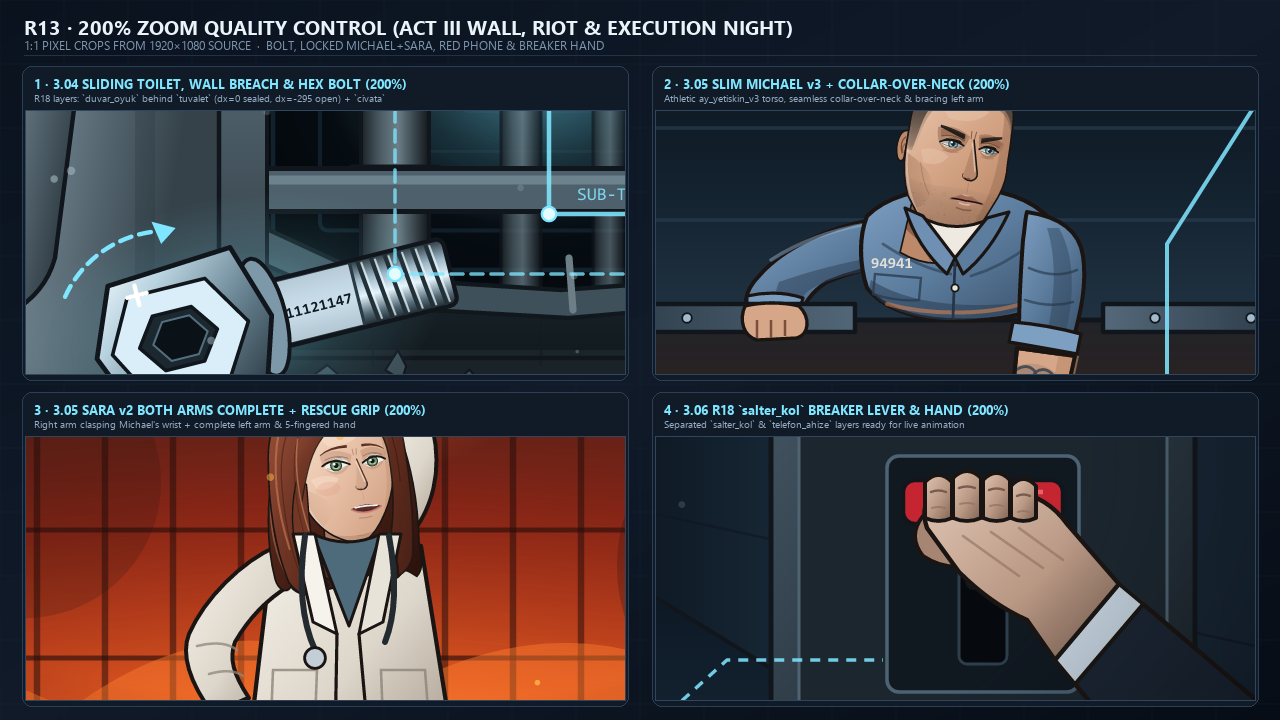 R13 · 200% ZOOM QUALITY CONTROL (ACT III WALL, RIOT & EXECUTION NIGHT)
1:1 PIXEL CROPS FROM 1920×1080 SOURCE · BOLT, LOCKED MICHAEL+SARA, RED PHONE & BREAKER HAND
1 · 3.04 SLIDING TOILET, WALL BREACH & HEX BOLT (200%)
R18 layers: `duvar_oyuk` behind `tuvalet` (dx=0 sealed, dx=-295 open) + `civata`
SUB-T
11121147
2 · 3.05 SLIM MICHAEL v3 + COLLAR-OVER-NECK (200%)
Athletic ay_yetiskin_v3 torso, seamless collar-over-neck & bracing left arm
94941
3 · 3.05 SARA v2 BOTH ARMS COMPLETE + RESCUE GRIP (200%)
Right arm clasping Michael's wrist + complete left arm & 5-fingered hand
4 · 3.06 R18 `salter_kol` BREAKER LEVER & HAND (200%)
Separated `salter_kol` & `telefon_ahize` layers ready for live animation